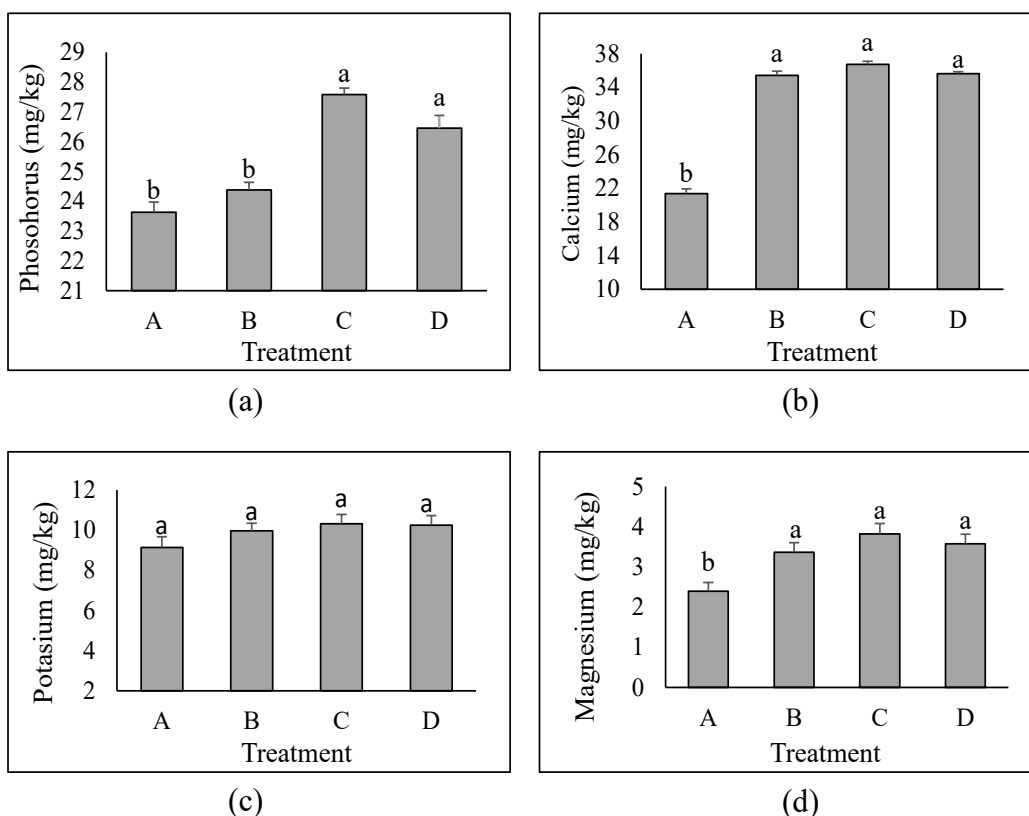 Phosohorus (mg/kg)
29
28
27
26
25
24
23
22
21
b
b
a
a
A B C D
Treatment
(a)
Calcium (mg/kg)
38
34
30
26
22
18
14
10
b
a
a
a
A B C D
Treatment
(b)
Potasium (mg/kg)
12
10
8
6
4
2
a
a
a
a
A B C D
Treatment
(c)
Magnesium (mg/kg)
5
4
3
2
1
0
b
a
a
a
A B C D
Treatment
(d)